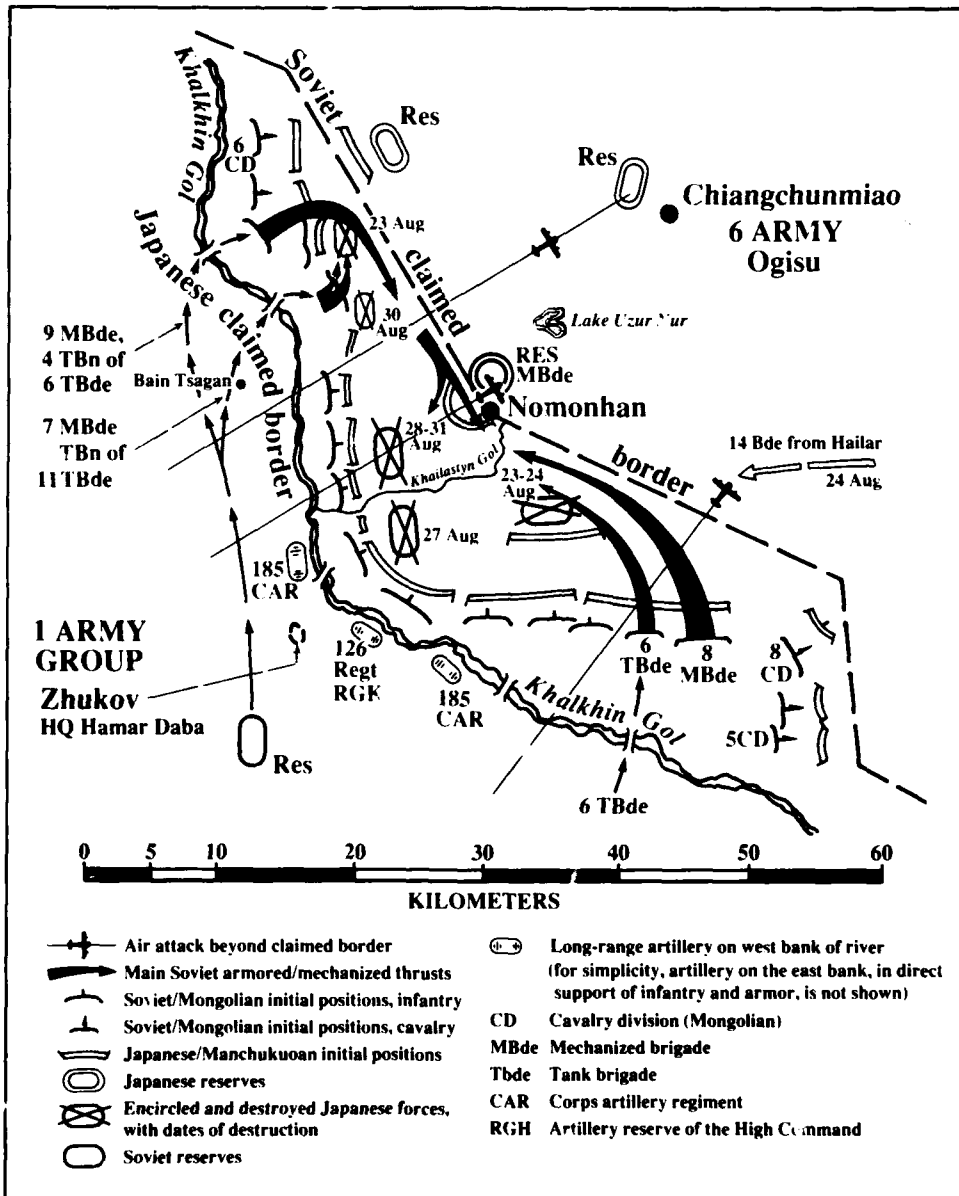 Khalkhin Gol
Soviet
claimed
border
Res
6
CD
Res
Chiangchunmiao
6 ARMY
Ogisu
23 Aug
Japanese claimed border
30
Aug
Lake Uzur Nur
9 MBde,
4 TBn of
6 TBde
Bain Tsagan
RES
MBde
Nomonhan
7 MBde
TBn of
11 TBde
28-31
Aug
Khailastyn Gol
23-24
Aug
14 Bde from Hailar
24 Aug
27 Aug
185
CAR
1 ARMY
GROUP
Zhukov
HQ Hamar Daba
126
Regt
RGK
185
CAR
6
TBde
8
MBde
8
CD
Khalkhin Gol
5CD
Res
6 TBde
0 5 10 20 30 40 50 60
KILOMETERS
Air attack beyond claimed border
Main Soviet armored/mechanized thrusts
Soviet/Mongolian initial positions, infantry
Soviet/Mongolian initial positions, cavalry
Japanese/Manchukuoan initial positions
Japanese reserves
Encircled and destroyed Japanese forces,
with dates of destruction
Soviet reserves
Long-range artillery on west bank of river
(for simplicity, artillery on the east bank, in direct
support of infantry and armor, is not shown)
CD Cavalry division (Mongolian)
MBde Mechanized brigade
Tbde Tank brigade
CAR Corps artillery regiment
RGH Artillery reserve of the High Command